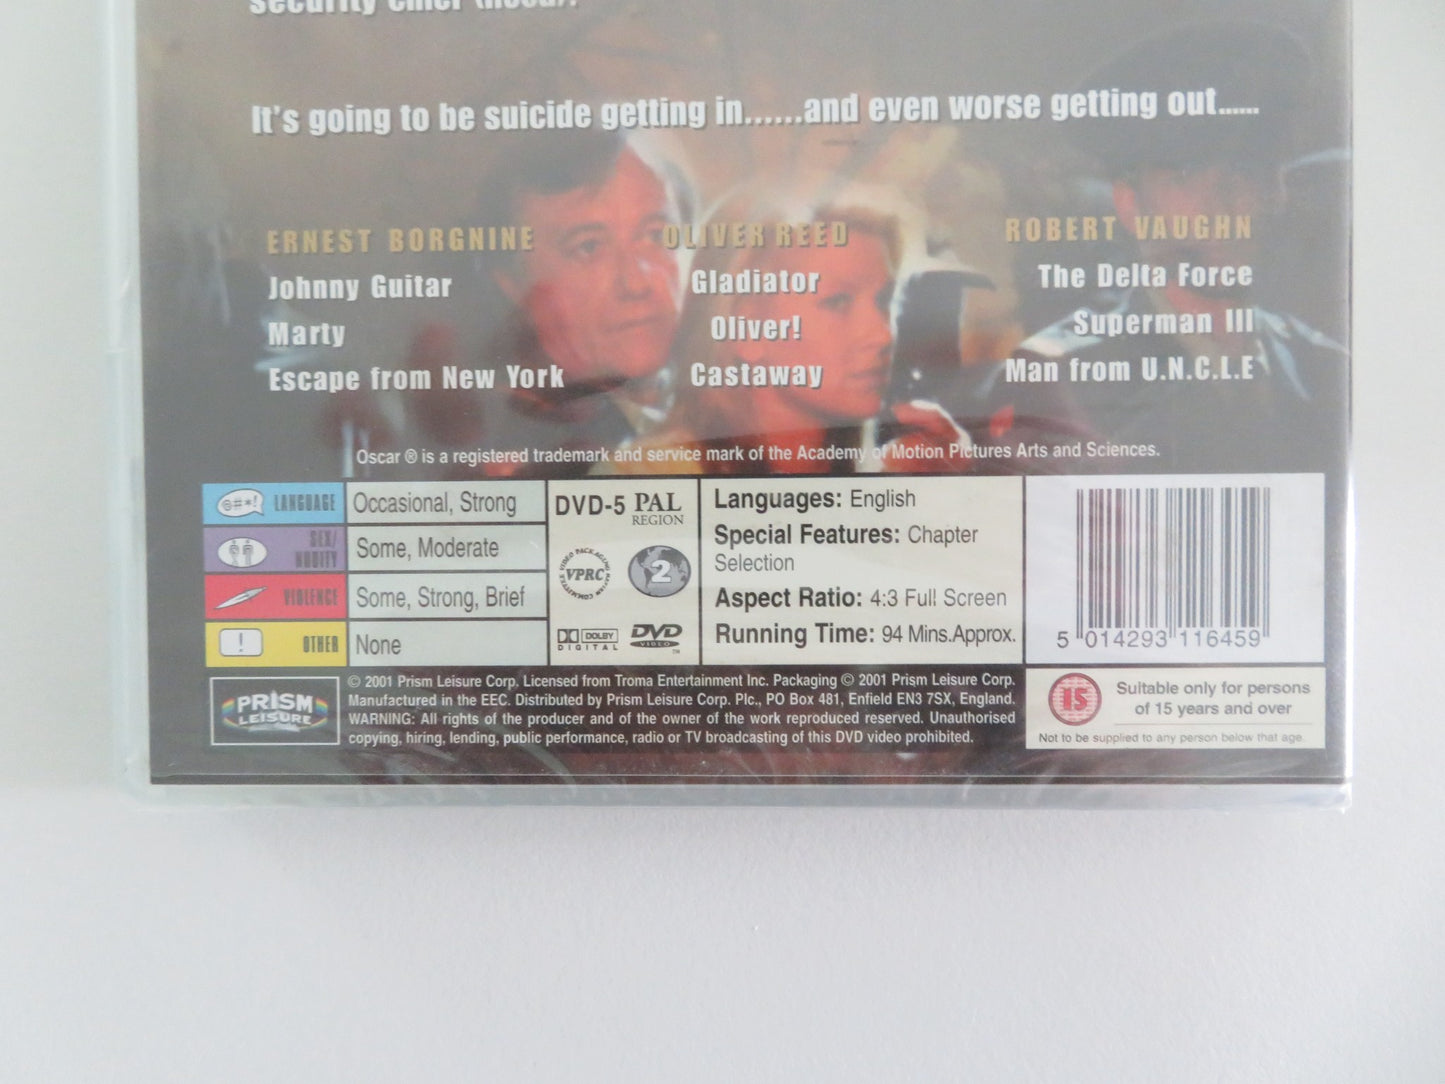 security chief (Reed).
It's going to be suicide getting in......and even worse getting out......
ERNEST BORGNINE
Johnny Guitar
Marty
Escape from New York
OLIVER REED
Gladiator
Oliver!
Castaway
ROBERT VAUGHN
The Delta Force
Superman III
Man from U.N.C.L.E
Oscar ® is a registered trademark and service mark of the Academy of Motion Pictures Arts and Sciences.
@#*! LANGUAGE Occasional, Strong
SEX/
NUDITY Some, Moderate
VIOLENCE Some, Strong, Brief
! OTHER None
DVD-5 PAL
REGION
VIDEO PACKAGING REVIEW COMMITTEE
VPRC
2
DOLBY
DIGITAL
DVD
VIDEO
TM
Languages: English
Special Features: Chapter
Selection
Aspect Ratio: 4:3 Full Screen
Running Time: 94 Mins.Approx.
5 014293 116459
PRISM
LEISURE
© 2001 Prism Leisure Corp. Licensed from Troma Entertainment Inc. Packaging © 2001 Prism Leisure Corp.
Manufactured in the EEC. Distributed by Prism Leisure Corp. Plc., PO Box 481, Enfield EN3 7SX, England.
WARNING: All rights of the producer and of the owner of the work reproduced reserved. Unauthorised
copying, hiring, lending, public performance, radio or TV broadcasting of this DVD video prohibited.
15
Suitable only for persons
of 15 years and over
Not to be supplied to any person below that age.